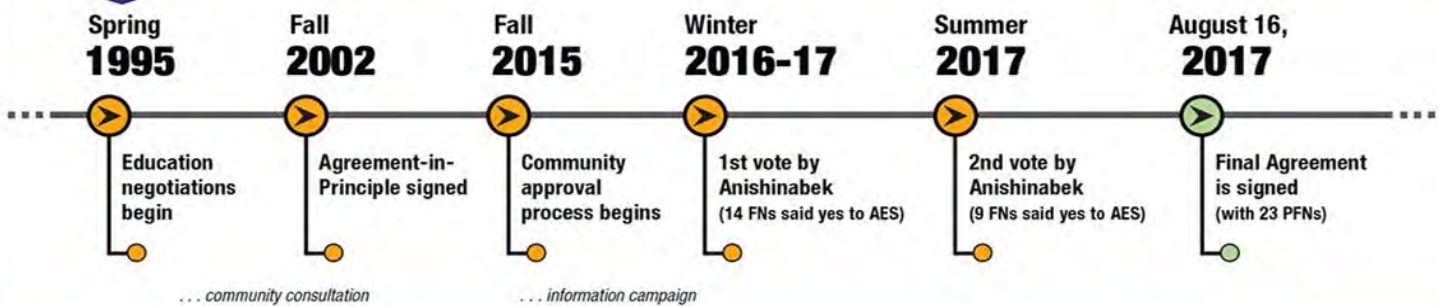 Spring
1995
Fall
2002
Fall
2015
Winter
2016-17
Summer
2017
August 16,
2017
Education
negotiations
begin
Agreement-in-
Principle signed
Community
approval
process begins
1st vote by
Anishinabek
(14 FNs said yes to AES)
2nd vote by
Anishinabek
(9 FNs said yes to AES)
Final Agreement
is signed
(with 23 PFNs)
. . . community consultation
. . . information campaign